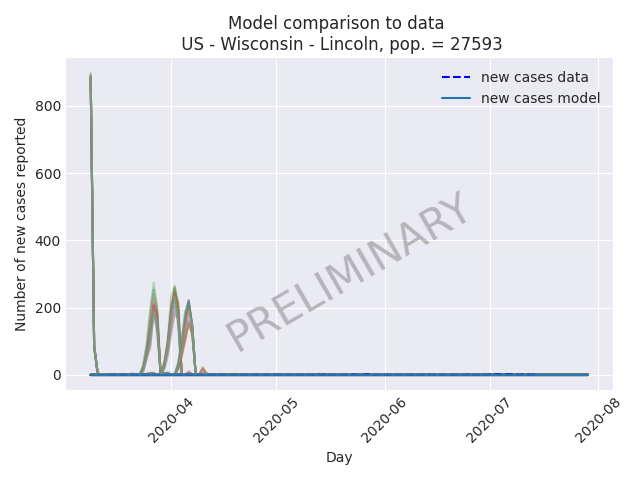 Model comparison to data
US - Wisconsin - Lincoln, pop. = 27593
new cases data
new cases model
Number of new cases reported
800
600
400
200
0
PRELIMINARY
2020-04
2020-05
2020-06
2020-07
2020-08
Day